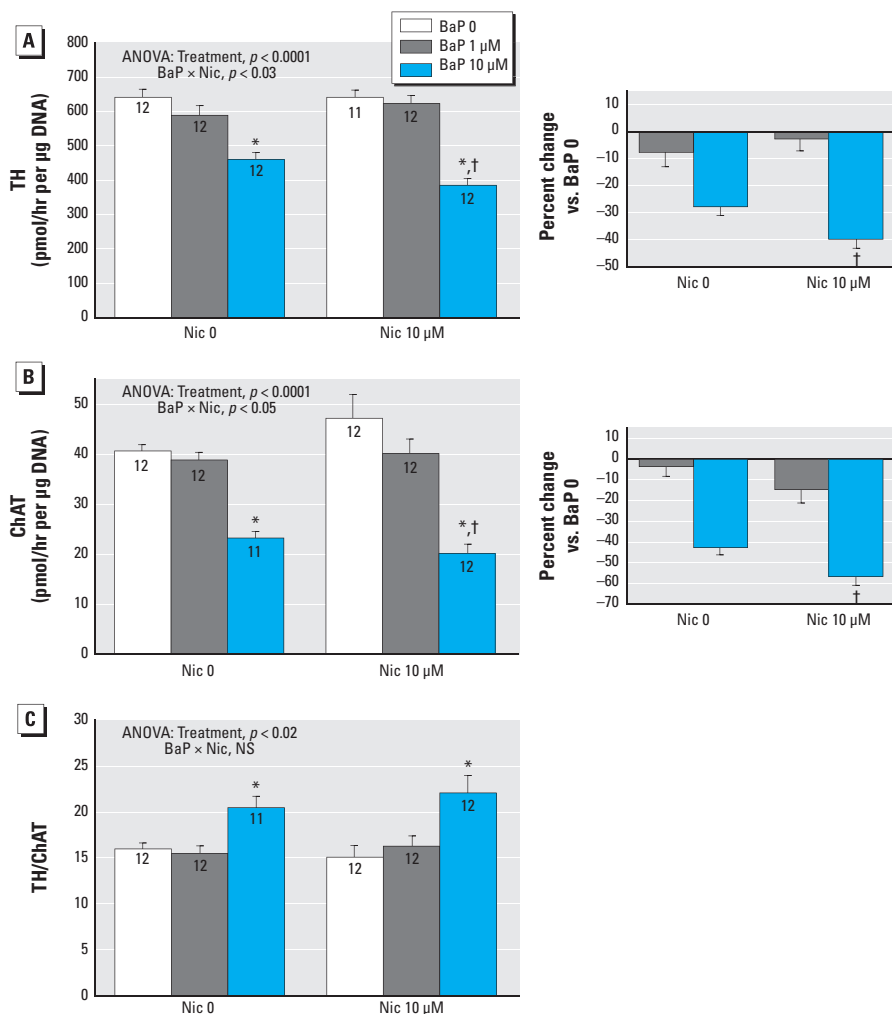 A
BaP 0
BaP 1 µM
BaP 10 µM
ANOVA: Treatment, p < 0.0001
BaP × Nic, p < 0.03
TH
(pmol/hr per µg DNA)
800
700
600
500
400
300
200
100
0
12
12
*
12
11
12
*,†
12
Nic 0
Nic 10 µM
Percent change
vs. BaP 0
10
0
–10
–20
–30
–40
–50
†
Nic 0
Nic 10 µM
B
ANOVA: Treatment, p < 0.0001
BaP × Nic, p < 0.05
ChAT
(pmol/hr per µg DNA)
50
40
30
20
10
0
12
12
*
11
12
12
*,†
12
Nic 0
Nic 10 µM
Percent change
vs. BaP 0
10
0
–10
–20
–30
–40
–50
–60
–70
†
Nic 0
Nic 10 µM
C
ANOVA: Treatment, p < 0.02
BaP × Nic, NS
TH/ChAT
30
25
20
15
10
5
0
12
12
*
11
12
12
*
12
Nic 0
Nic 10 µM